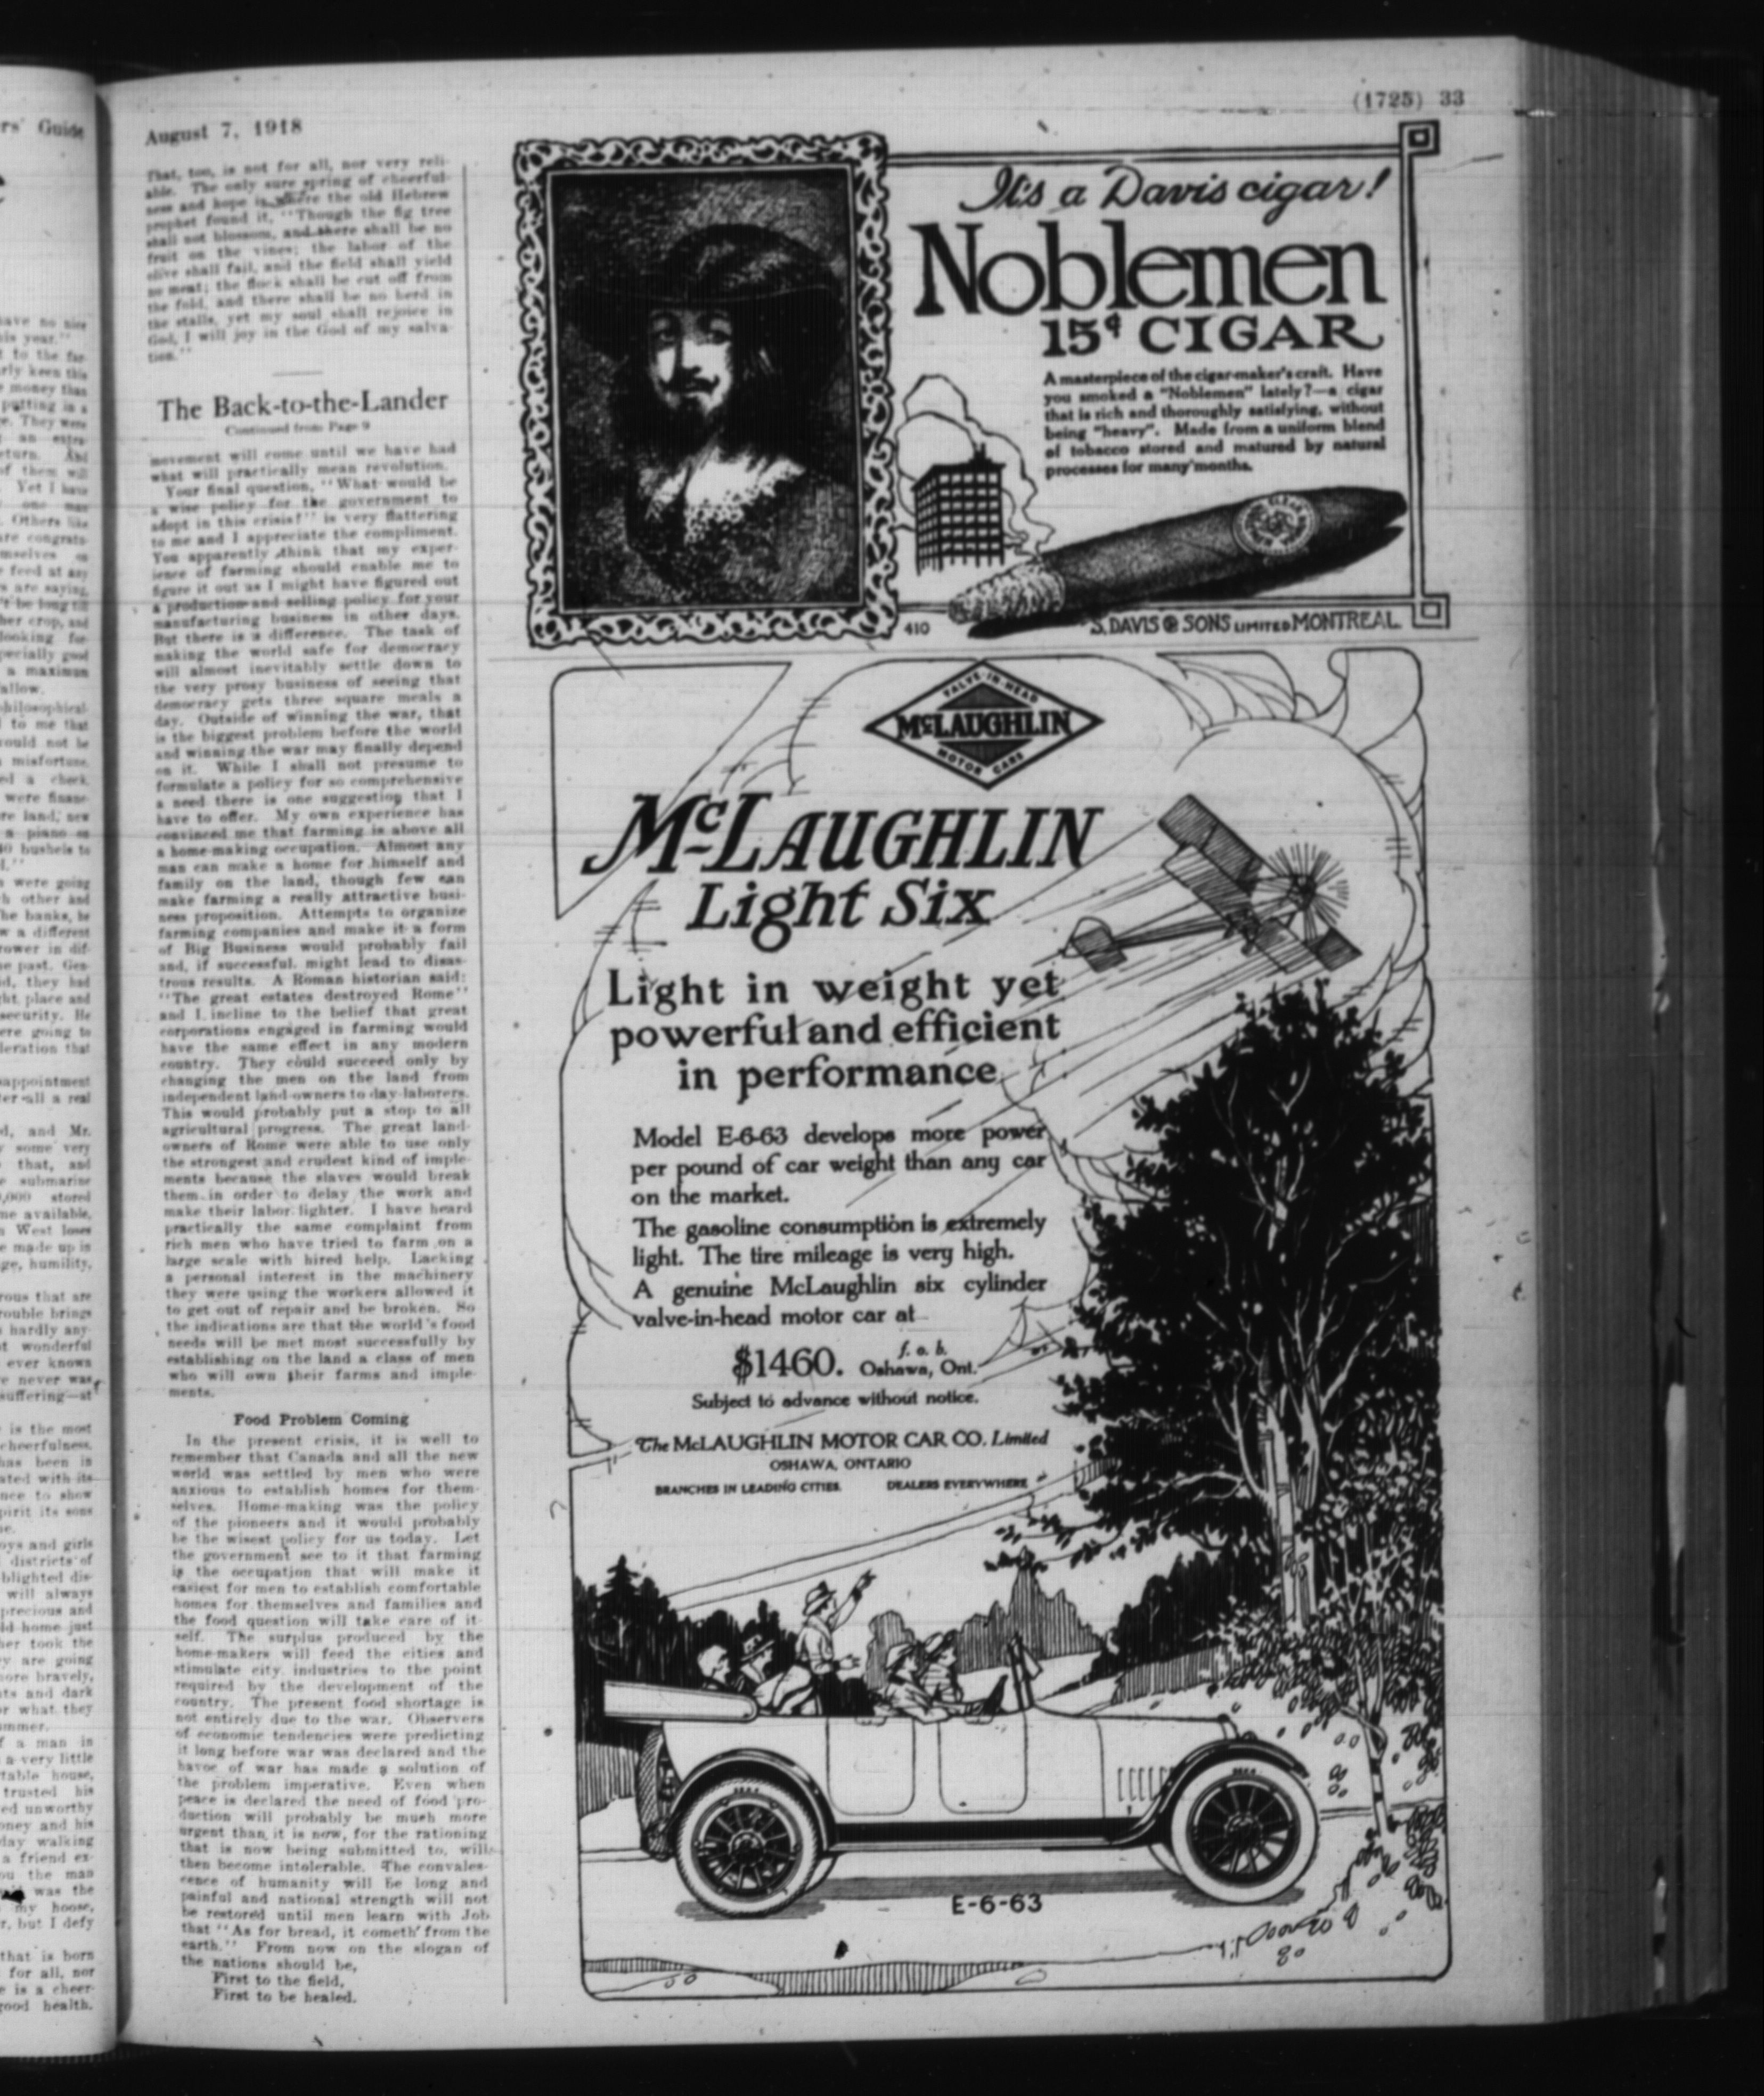 August 7, 1918
(1725) 33
That, too, is not for all, nor very reli-
able. The only sure spring of cheerful-
ness and hope is where the old Hebrew
prophet found it, "Though the fig tree
shall not blossom, and there shall be no
fruit on the vines; the labor of the
olive shall fail, and the field shall yield
no meat; the flock shall be cut off from
the fold, and there shall be no herd in
the stalls, yet my soul shall rejoice in
God, I will joy in the God of my salva-
tion."
The Back-to-the-Lander
Continued from Page 9
movement will come until we have had
what will practically mean revolution.
Your final question, "What would be
a wise policy for the government to
adopt in this crisis?" is very flattering
to me and I appreciate the compliment.
You apparently think that my exper-
ience of farming should enable me to
figure it out as I might have figured out
a production and selling policy for your
manufacturing business in other days.
But there is a difference. The task of
making the world safe for democracy
will almost inevitably settle down to
the very prosy business of seeing that
democracy gets three square meals a
day. Outside of winning the war, that
is the biggest problem before the world
and winning the war may finally depend
on it. While I shall not presume to
formulate a policy for so comprehensive
a need there is one suggestion that I
have to offer. My own experience has
convinced me that farming is above all
a home-making occupation. Almost any
man can make a home for himself and
family on the land, though few can
make farming a really attractive busi-
ness proposition. Attempts to organize
farming companies and make it a form
of Big Business would probably fail
and, if successful, might lead to disas-
trous results. A Roman historian said:
"The great estates destroyed Rome"
and I incline to the belief that great
corporations engaged in farming would
have the same effect in any modern
country. They could succeed only by
changing the men on the land from
independent land-owners to day-laborers.
This would probably put a stop to all
agricultural progress. The great land-
owners of Rome were able to use only
the strongest and crudest kind of imple-
ments because the slaves would break
them in order to delay the work and
make their labor lighter. I have heard
practically the same complaint from
rich men who have tried to farm on a
large scale with hired help. Lacking
a personal interest in the machinery
they were using the workers allowed it
to get out of repair and be broken. So
the indications are that the world's food
needs will be met most successfully by
establishing on the land a class of men
who will own their farms and imple-
ments.
Food Problem Coming
In the present crisis, it is well to
remember that Canada and all the new
world was settled by men who were
anxious to establish homes for them-
selves. Home-making was the policy
of the pioneers and it would probably
be the wisest policy for us today. Let
the government see to it that farming
is the occupation that will make it
easiest for men to establish comfortable
homes for themselves and families and
the food question will take care of it-
self. The surplus produced by the
home-makers will feed the cities and
stimulate city industries to the point
required by the development of the
country. The present food shortage is
not entirely due to the war. Observers
of economic tendencies were predicting
it long before war was declared and the
havoc of war has made a solution of
the problem imperative. Even when
peace is declared the need of food pro-
duction will probably be much more
urgent than it is now, for the rationing
that is now being submitted to, will
then become intolerable. The convales-
cence of humanity will be long and
painful and national strength will not
be restored until men learn with Job
that "As for bread, it cometh from the
earth." From now on the slogan of
the nations should be,
First to the field,
First to be healed.
It's a Davis cigar!
Noblemen
15¢ CIGAR
A masterpiece of the cigar-maker's craft. Have
you smoked a "Noblemen" lately?—a cigar
that is rich and thoroughly satisfying, without
being "heavy". Made from a uniform blend
of tobacco stored and matured by natural
processes for many months.
410
S. DAVIS & SONS LIMITED MONTREAL
VALVE-IN-HEAD
McLAUGHLIN
MOTOR CARS
McLAUGHLIN
Light Six
Light in weight yet
powerful and efficient
in performance
Model E-6-63 develops more power
per pound of car weight than any car
on the market.
The gasoline consumption is extremely
light. The tire mileage is very high.
A genuine McLaughlin six cylinder
valve-in-head motor car at
$1460. f. o. b.
Oshawa, Ont.
Subject to advance without notice.
The McLAUGHLIN MOTOR CAR CO. Limited
OSHAWA, ONTARIO
BRANCHES IN LEADING CITIES. DEALERS EVERYWHERE
E-6-63